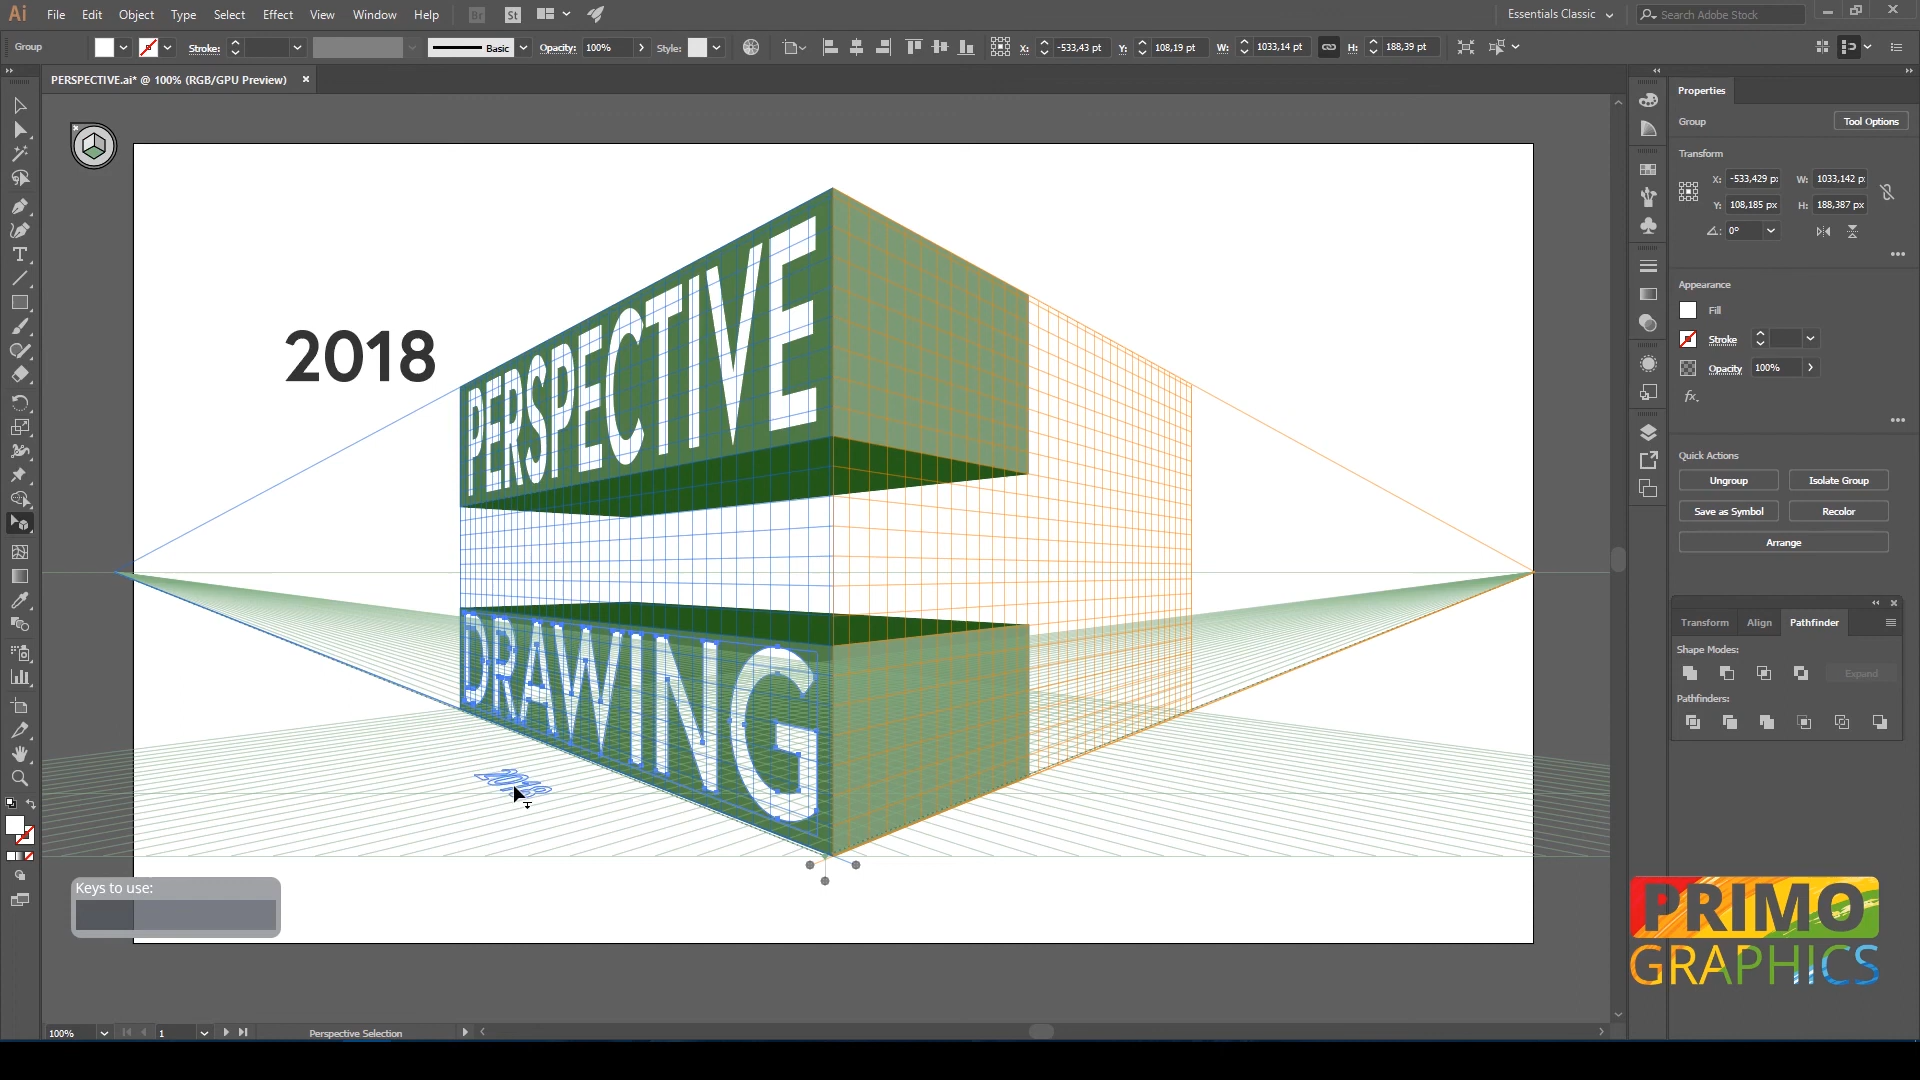 Ai File Edit Object Type Select Effect View Window Help Br St Essentials Classic Search Adobe Stock
Group Stroke: Basic Opacity: 100% Style: X: -533,43 pt Y: 108,19 pt W: 1033,14 pt H: 188,39 pt
PERSPECTIVE.ai* @ 100% (RGB/GPU Preview)
Properties
Group Tool Options
Transform
X: -533,429 p W: 1033,142 p
Y: 108,185 px H: 188,387 px
0°
Appearance
Fill
Stroke
Opacity 100%
fx.
Quick Actions
Ungroup Isolate Group
Save as Symbol Recolor
Arrange
Transform Align Pathfinder
Shape Modes:
Expand
Pathfinders:
2018
PERSPECTIVE
DRAWING
2018
Keys to use:
PRIMO
GRAPHICS
100% 1 Perspective Selection